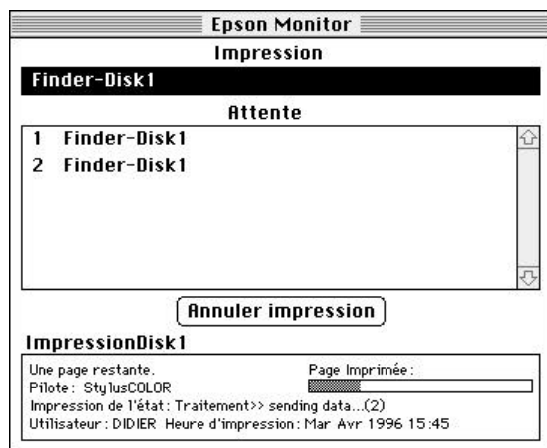 Epson Monitor
Impression
Finder-Disk1
Attente
1 Finder-Disk1
2 Finder-Disk1
Annuler impression
ImpressionDisk1
Une page restante. Page Imprimée:
Pilote: StylusCOLOR
Impression de l'état: Traitement>> sending data...(2)
Utilisateur: DIDIER Heure d'impression: Mar Avr 1996 15:45